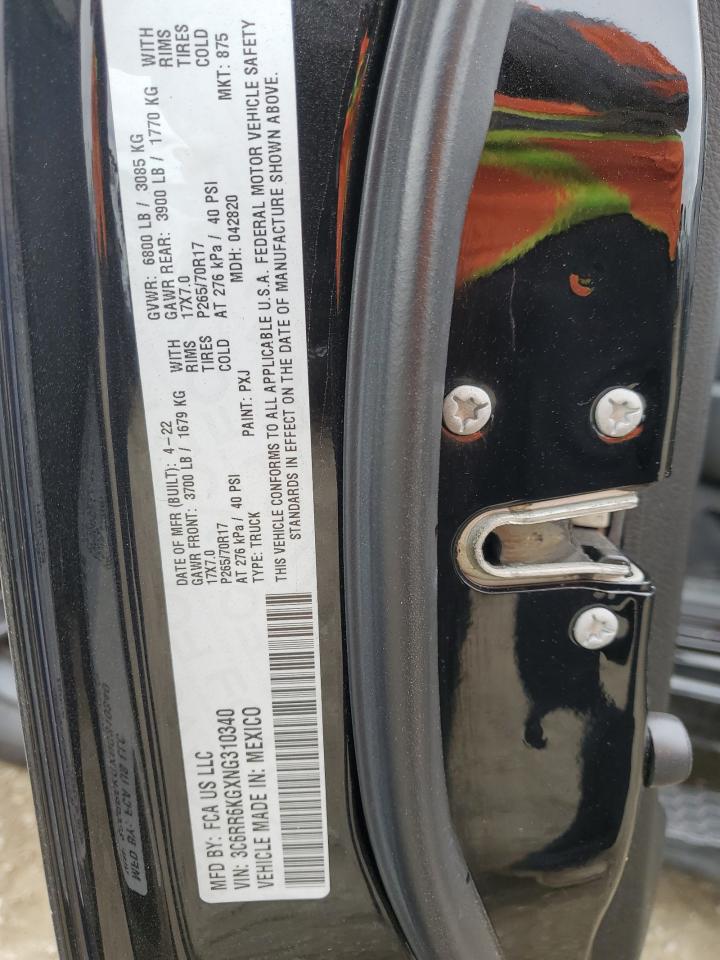 MFD BY: FCA US LLC
DATE OF MFR (BUILT): 4-22
GVWR: 6800 LB / 3085 KG
GAWR FRONT: 3700 LB / 1679 KG WITH
GAWR REAR: 3900 LB / 1770 KG WITH
17X7.0 RIMS
17X7.0 RIMS
P265/70R17 TIRES
P265/70R17 TIRES
AT 276 kPa / 40 PSI COLD
AT 276 kPa / 40 PSI COLD
VIN: 3C6RR6KGXNG310340
TYPE: TRUCK
PAINT: PXJ
MDH: 042820
MKT: 875
VEHICLE MADE IN: MEXICO
THIS VEHICLE CONFORMS TO ALL APPLICABLE U.S.A. FEDERAL MOTOR VEHICLE SAFETY
STANDARDS IN EFFECT ON THE DATE OF MANUFACTURE SHOWN ABOVE.